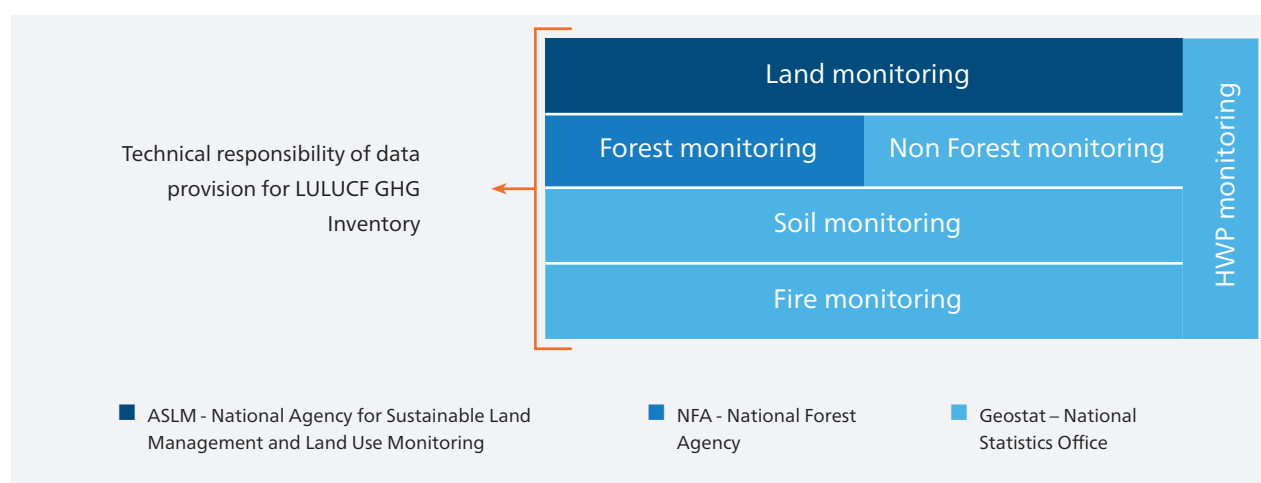 Technical responsibility of data
provision for LULUCF GHG
Inventory
Land monitoring
Forest monitoring
Non Forest monitoring
Soil monitoring
Fire monitoring
HWP monitoring
ASLM - National Agency for Sustainable Land
Management and Land Use Monitoring
NFA - National Forest
Agency
Geostat – National
Statistics Office